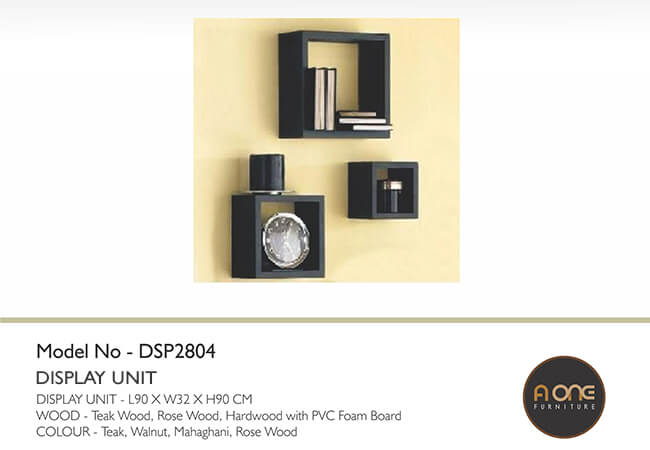 Model No - DSP2804
DISPLAY UNIT
DISPLAY UNIT - L90 X W32 X H90 CM
WOOD - Teak Wood, Rose Wood, Hardwood with PVC Foam Board
COLOUR - Teak, Walnut, Mahaghani, Rose Wood
A ONE
FURNITURE